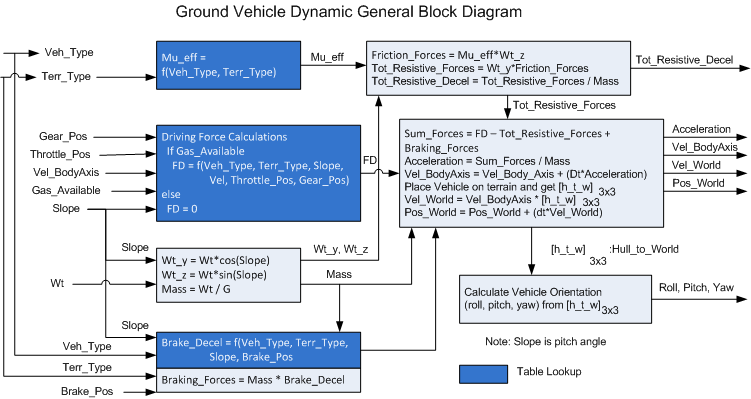 Ground Vehicle Dynamic General Block Diagram
Veh_Type
Terr_Type
Mu_eff =
f(Veh_Type, Terr_Type)
Mu_eff
Friction_Forces = Mu_eff*Wt_z
Tot_Resistive_Forces = Wt_y*Friction_Forces
Tot_Resistive_Decel = Tot_Resistive_Forces / Mass
Tot_Resistive_Decel
Tot_Resistive_Forces
Gear_Pos
Throttle_Pos
Vel_BodyAxis
Gas_Available
Slope
Driving Force Calculations
If Gas_Available
FD = f(Veh_Type, Terr_Type, Slope,
Vel, Throttle_Pos, Gear_Pos)
else
FD = 0
FD
Sum_Forces = FD – Tot_Resistive_Forces +
Braking_Forces
Acceleration = Sum_Forces / Mass
Vel_BodyAxis = Vel_Body_Axis + (Dt*Acceleration)
Place Vehicle on terrain and get [h_t_w] 3x3
Vel_World = Vel_BodyAxis * [h_t_w] 3x3
Pos_World = Pos_World + (dt*Vel_World)
Acceleration
Vel_BodyAxis
Vel_World
Pos_World
Slope
Wt
Wt_y = Wt*cos(Slope)
Wt_z = Wt*sin(Slope)
Mass = Wt / G
Wt_y, Wt_z
Mass
[h_t_w] 3x3 :Hull_to_World
Calculate Vehicle Orientation
(roll, pitch, yaw) from [h_t_w]3x3
Roll, Pitch, Yaw
Slope
Veh_Type
Terr_Type
Brake_Pos
Brake_Decel = f(Veh_Type, Terr_Type,
Slope, Brake_Pos
Braking_Forces = Mass * Brake_Decel
Note: Slope is pitch angle
Table Lookup